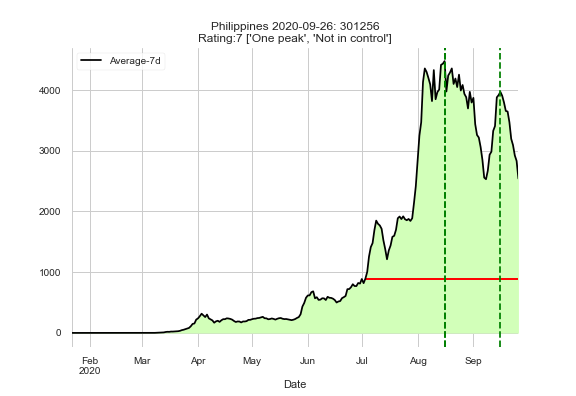 Philippines 2020-09-26: 301256
Rating:7 ['One peak', 'Not in control']
Average-7d
4000
3000
2000
1000
0
Feb
2020
Mar
Apr
May
Jun
Jul
Aug
Sep
Date